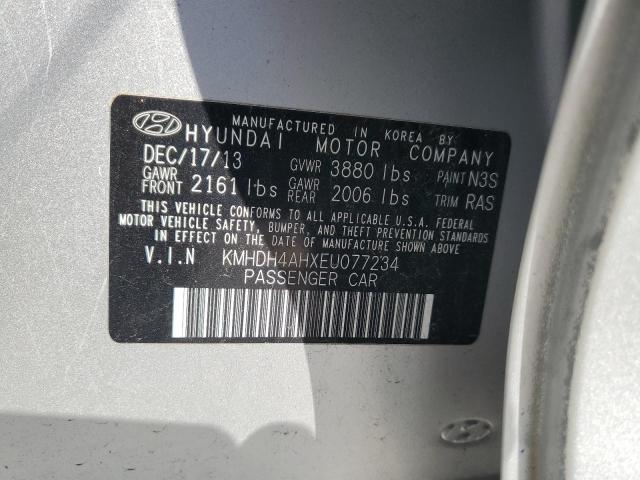 MANUFACTURED IN KOREA BY
HYUNDAI MOTOR COMPANY
DEC/17/13 GVWR 3880 lbs PAINT N3S
GAWR FRONT 2161 lbs GAWR REAR 2006 lbs TRIM RAS
THIS VEHICLE CONFORMS TO ALL APPLICABLE U.S.A. FEDERAL
MOTOR VEHICLE SAFETY, BUMPER, AND THEFT PREVENTION STANDARDS
IN EFFECT ON THE DATE OF MANUFACTURE SHOWN ABOVE
V.I.N KMHDH4AHXEU077234
PASSENGER CAR